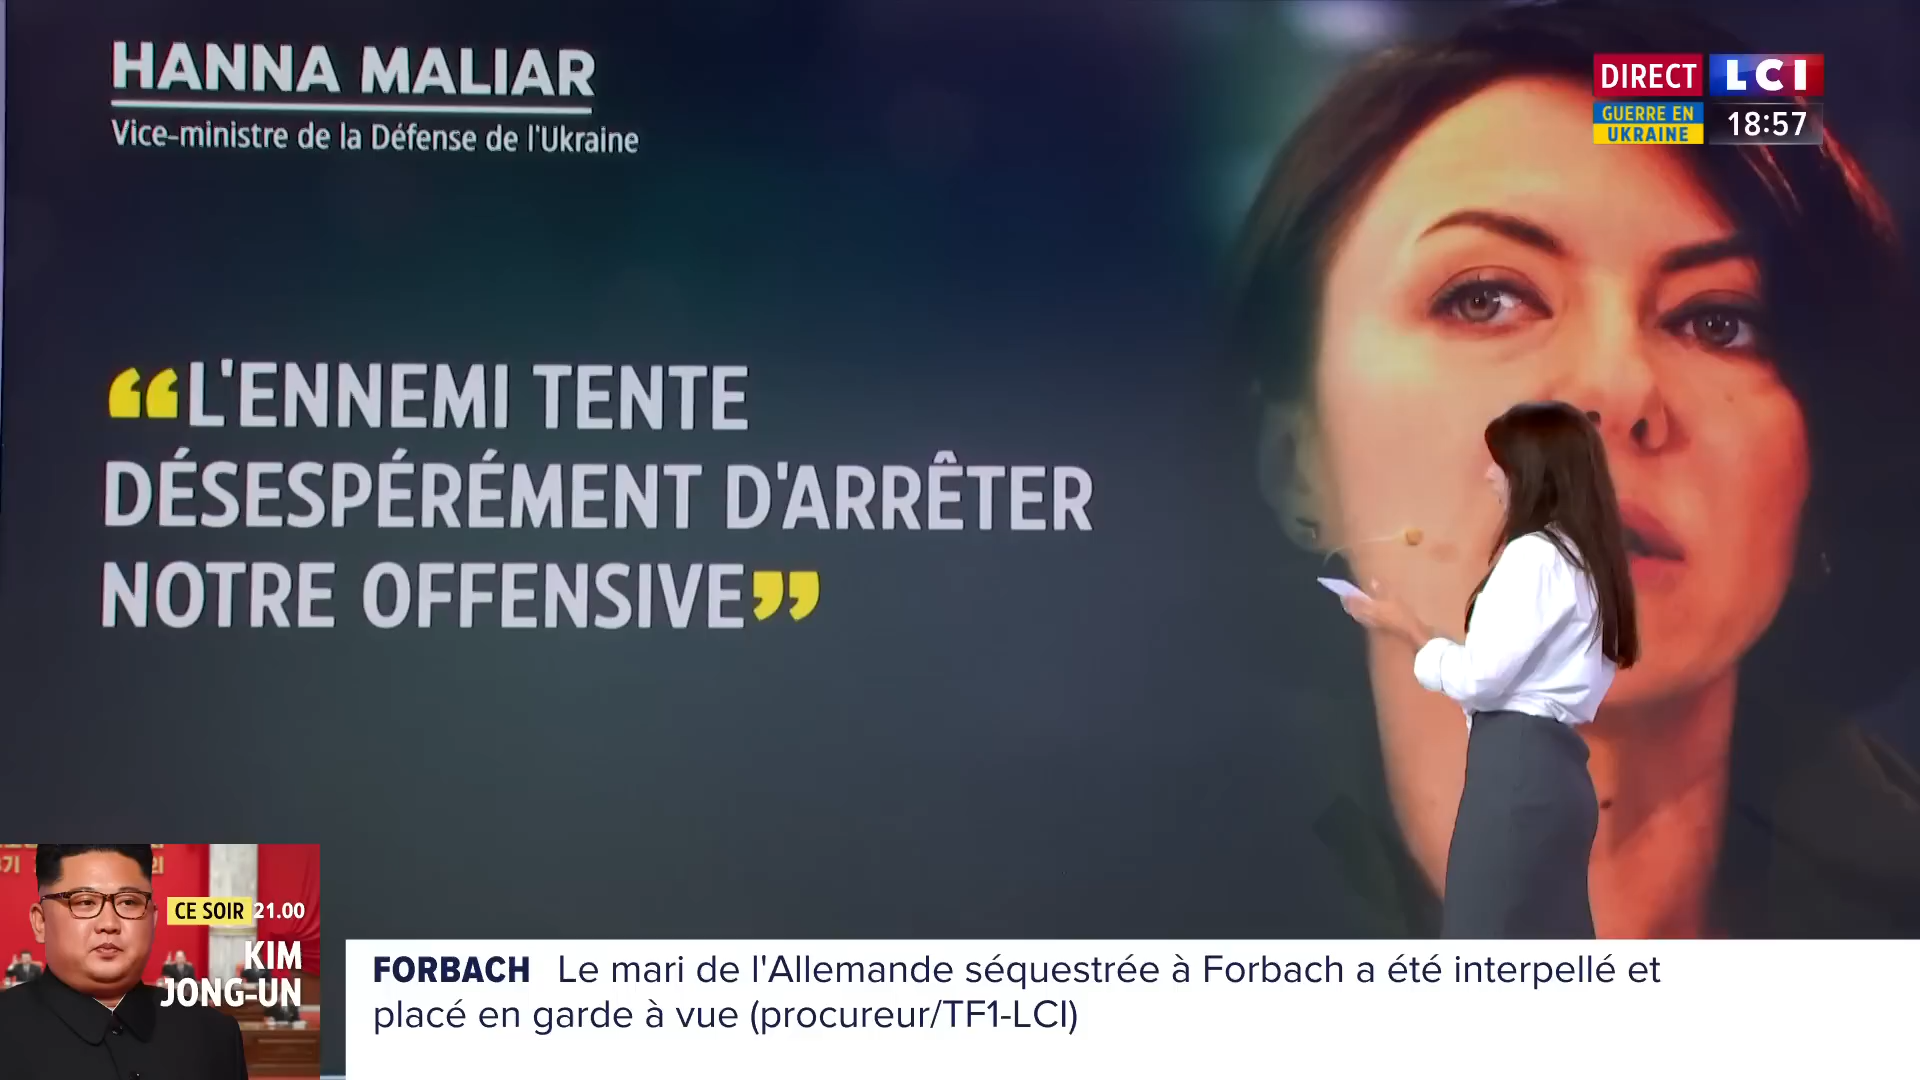 HANNA MALIAR
Vice-ministre de la Défense de l'Ukraine
DIRECT LCI
GUERRE EN
UKRAINE
18:57
“L'ENNEMI TENTE
DÉSESPÉRÉMENT D'ARRÊTER
NOTRE OFFENSIVE”
CE SOIR 21.00
KIM
JONG-UN
FORBACH Le mari de l'Allemande séquestrée à Forbach a été interpellé et
placé en garde à vue (procureur/TF1-LCI)